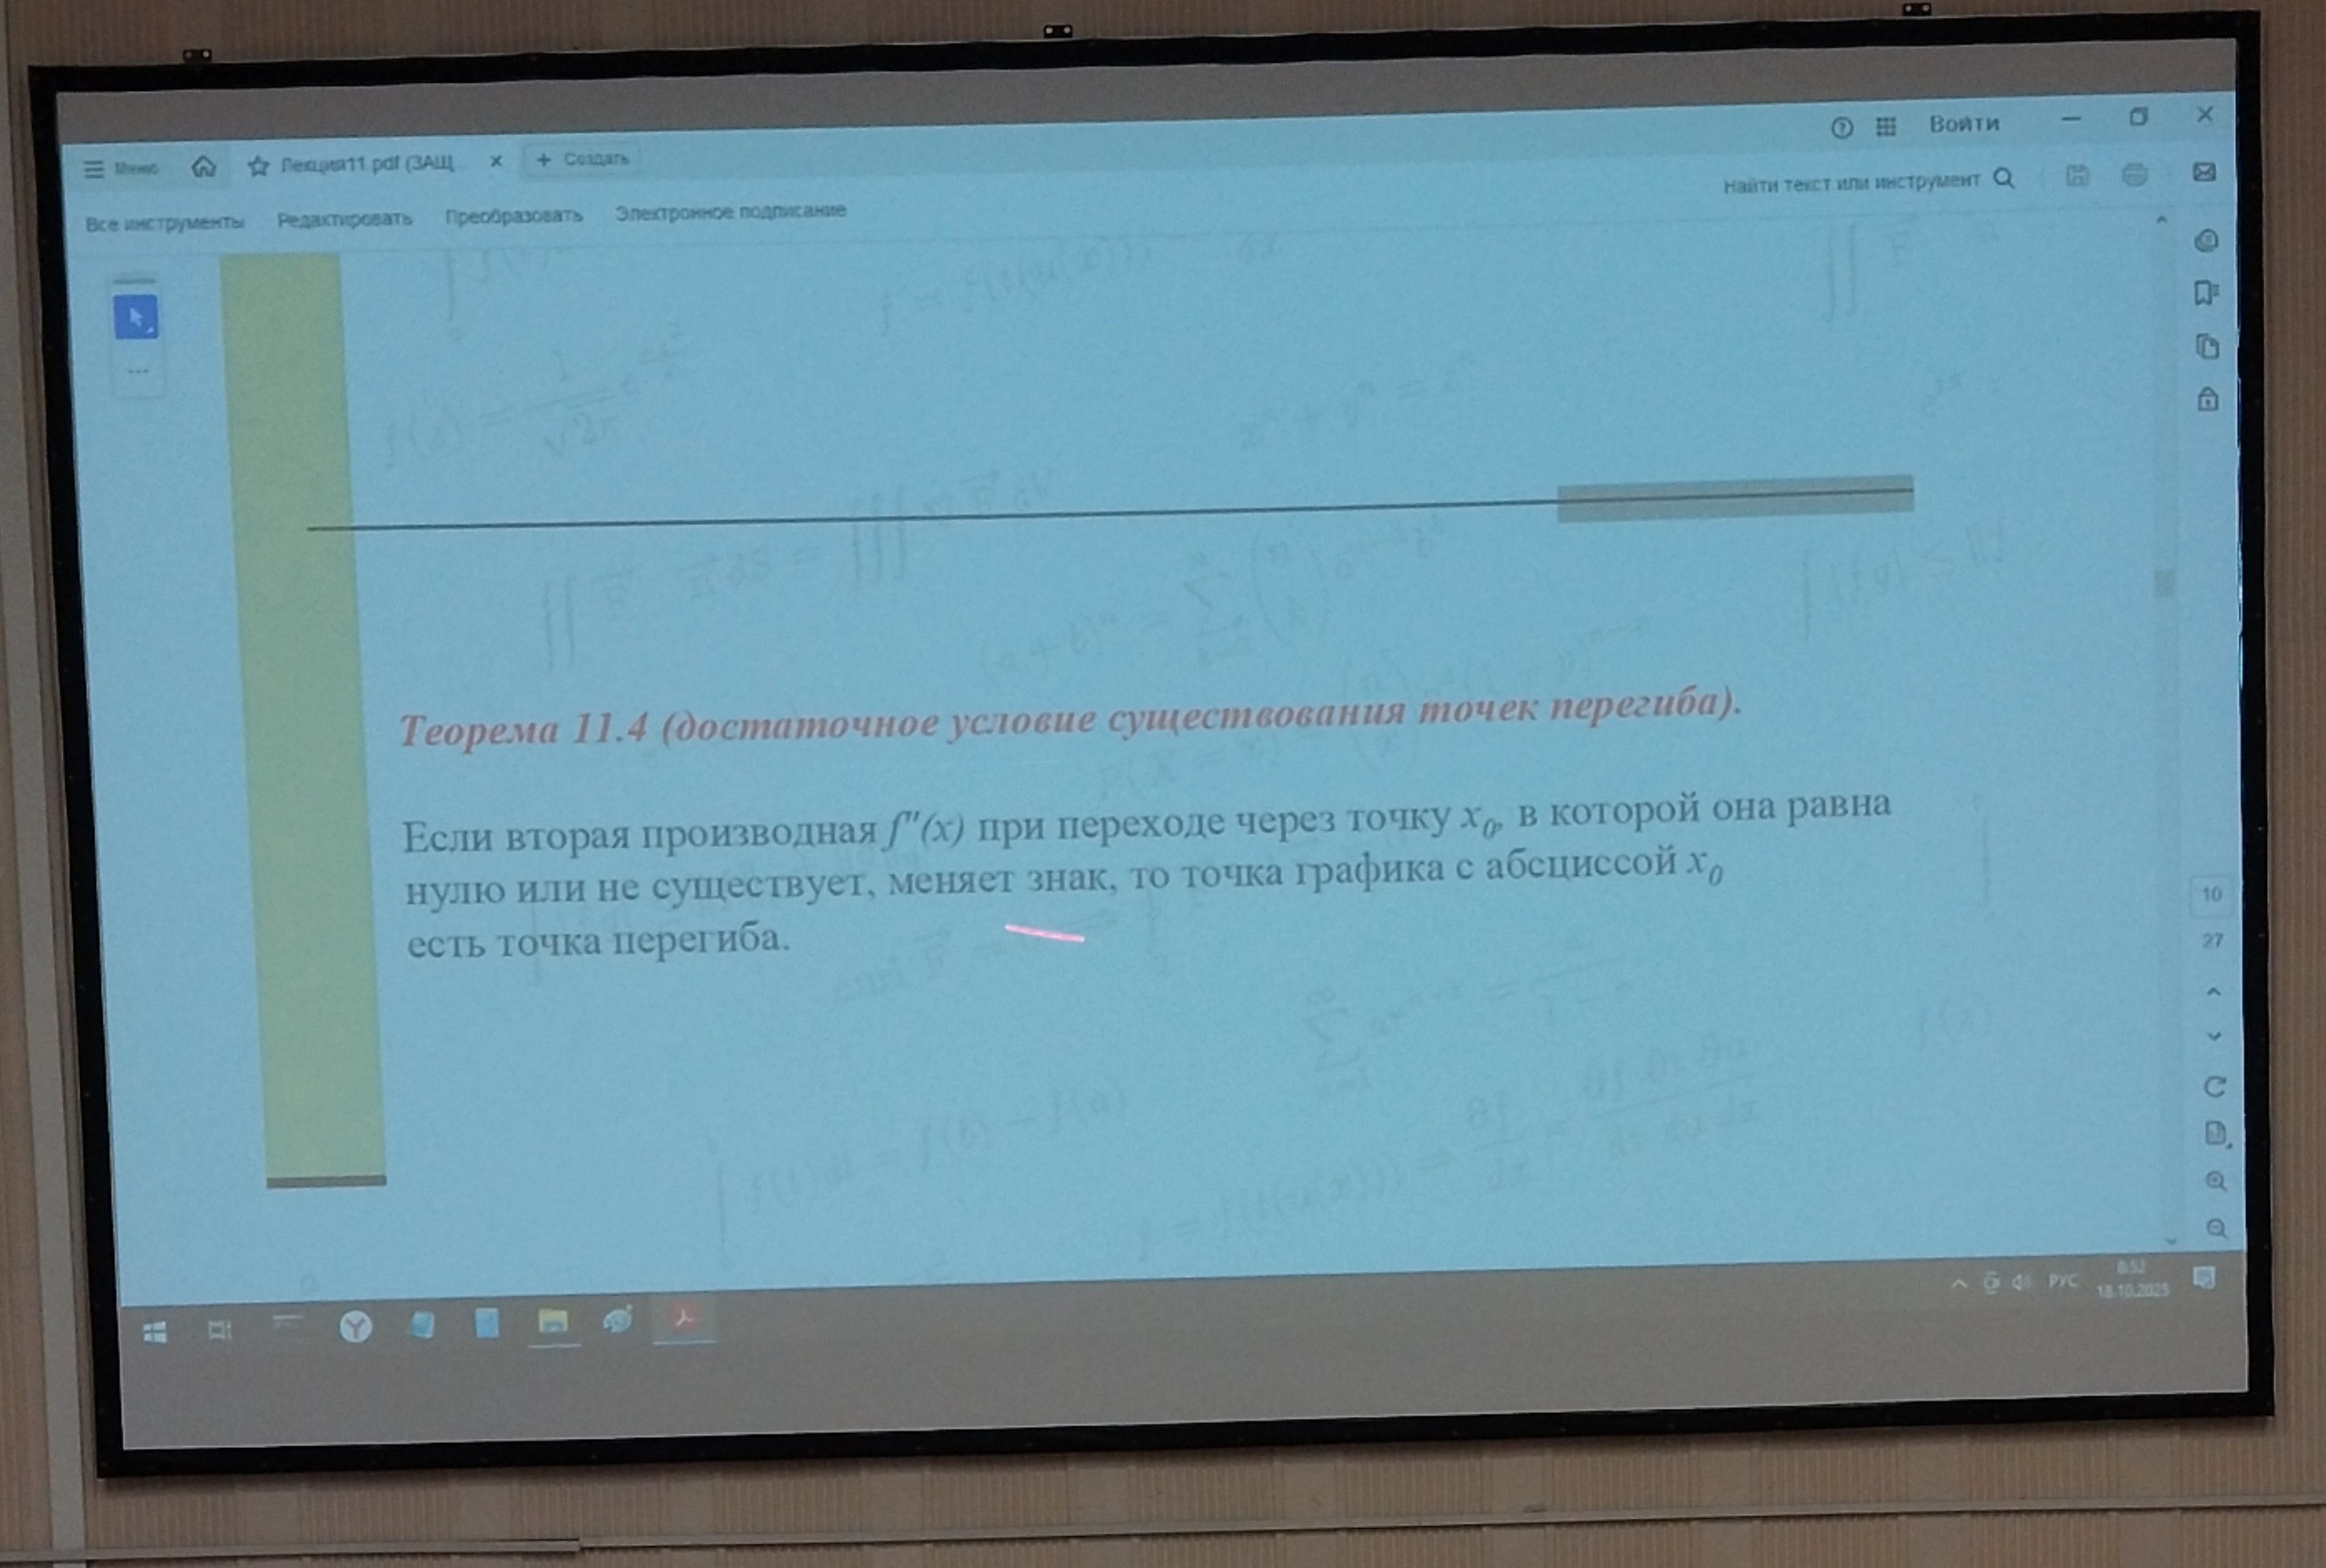 Войти
Меню
Лекция11.pdf (ЗАЩ
+ Создать
Найти текст или инструмент
Все инструменты Редактировать Преобразовать Электронное подписание
Теорема 11.4 (достаточное условие существования точек перегиба).
Если вторая производная f''(x) при переходе через точку x₀, в которой она равна
нулю или не существует, меняет знак, то точка графика с абсциссой x₀
есть точка перегиба.
10
27
РУС
8:52
18.10.2025